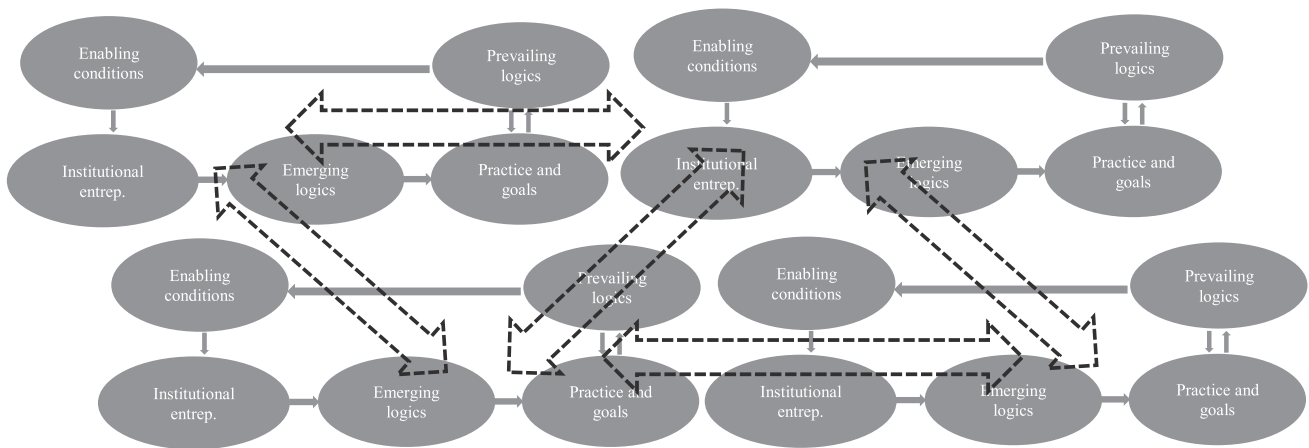 Enabling
conditions
Prevailing
logics
Enabling
conditions
Prevailing
logics
Institutional
entrep.
Emerging
logics
Practice and
goals
Institutional
entrep.
Emerging
logics
Practice and
goals
Enabling
conditions
Prevailing
logics
Enabling
conditions
Prevailing
logics
Institutional
entrep.
Emerging
logics
Practice and
goals
Institutional
entrep.
Emerging
logics
Practice and
goals